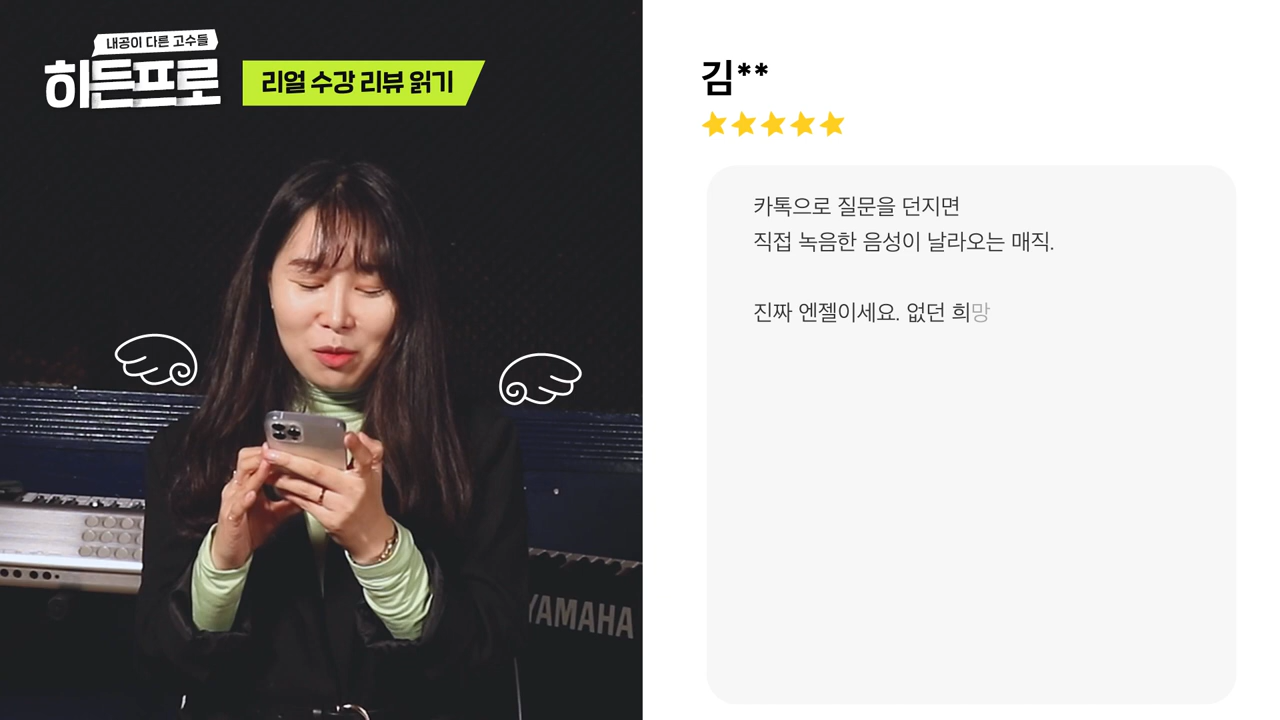 내공이 다른 고수들
히든프로
리얼 수강 리뷰 읽기
김**
카톡으로 질문을 던지면
직접 녹음한 음성이 날라오는 매직.
진짜 엔젤이세요. 없던 희망
YAMAHA